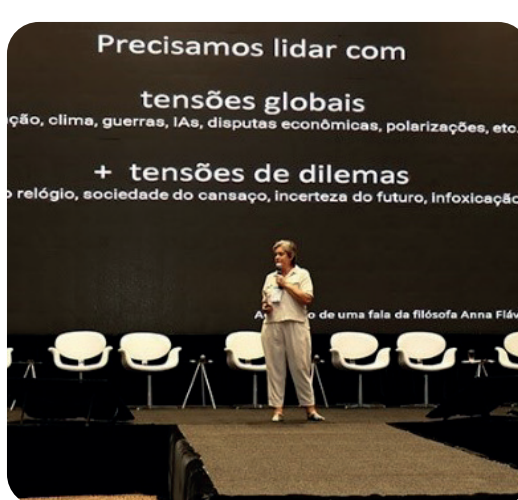 Precisamos lidar com
tensões globais
ção, clima, guerras, IAs, disputas econômicas, polarizações, etc.
+ tensões de dilemas
o relógio, sociedade do cansaço, incerteza do futuro, infoxicação
de uma fala da filósofa Anna Fláv